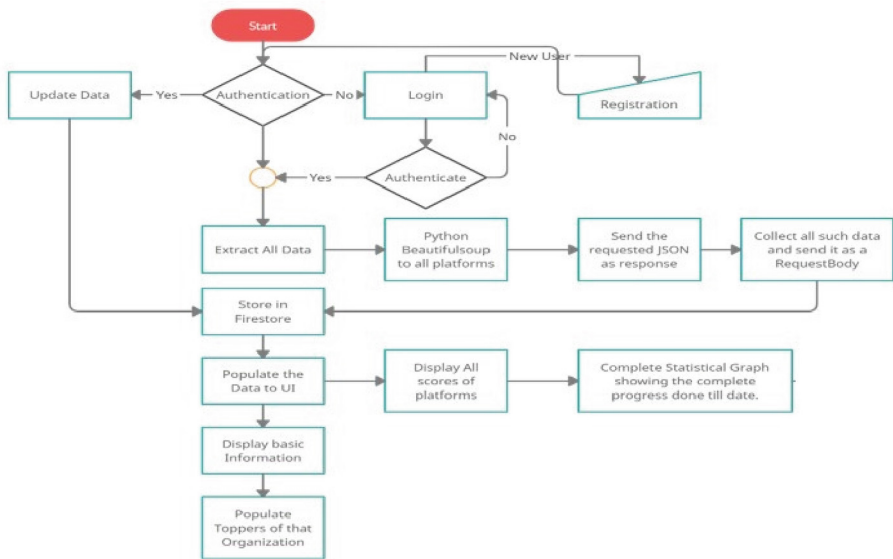 Start
New User
Update Data
Yes
Authentication
No
Login
Registration
No
Yes
Authenticate
Extract All Data
Python
Beautifulsoup
to all platforms
Send the
requested JSON
as response
Collect all such data
and send it as a
RequestBody
Store in
Firestore
Populate the
Data to UI
Display All
scores of
platforms
Complete Statistical Graph
showing the complete
progress done till date.
Display basic
Information
Populate
Toppers of that
Organization